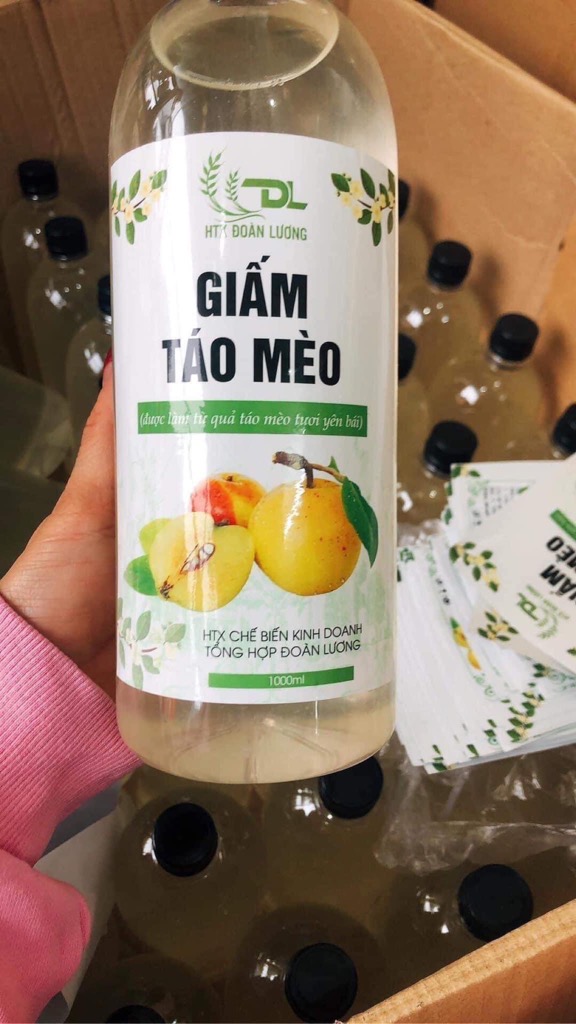 DL
HTX ĐOÀN LƯƠNG
GIẤM
TÁO MÈO
(được làm từ quả táo mèo tươi yên bái)
HTX CHẾ BIẾN KINH DOANH
TỔNG HỢP ĐOÀN LƯƠNG
1000ml
DL